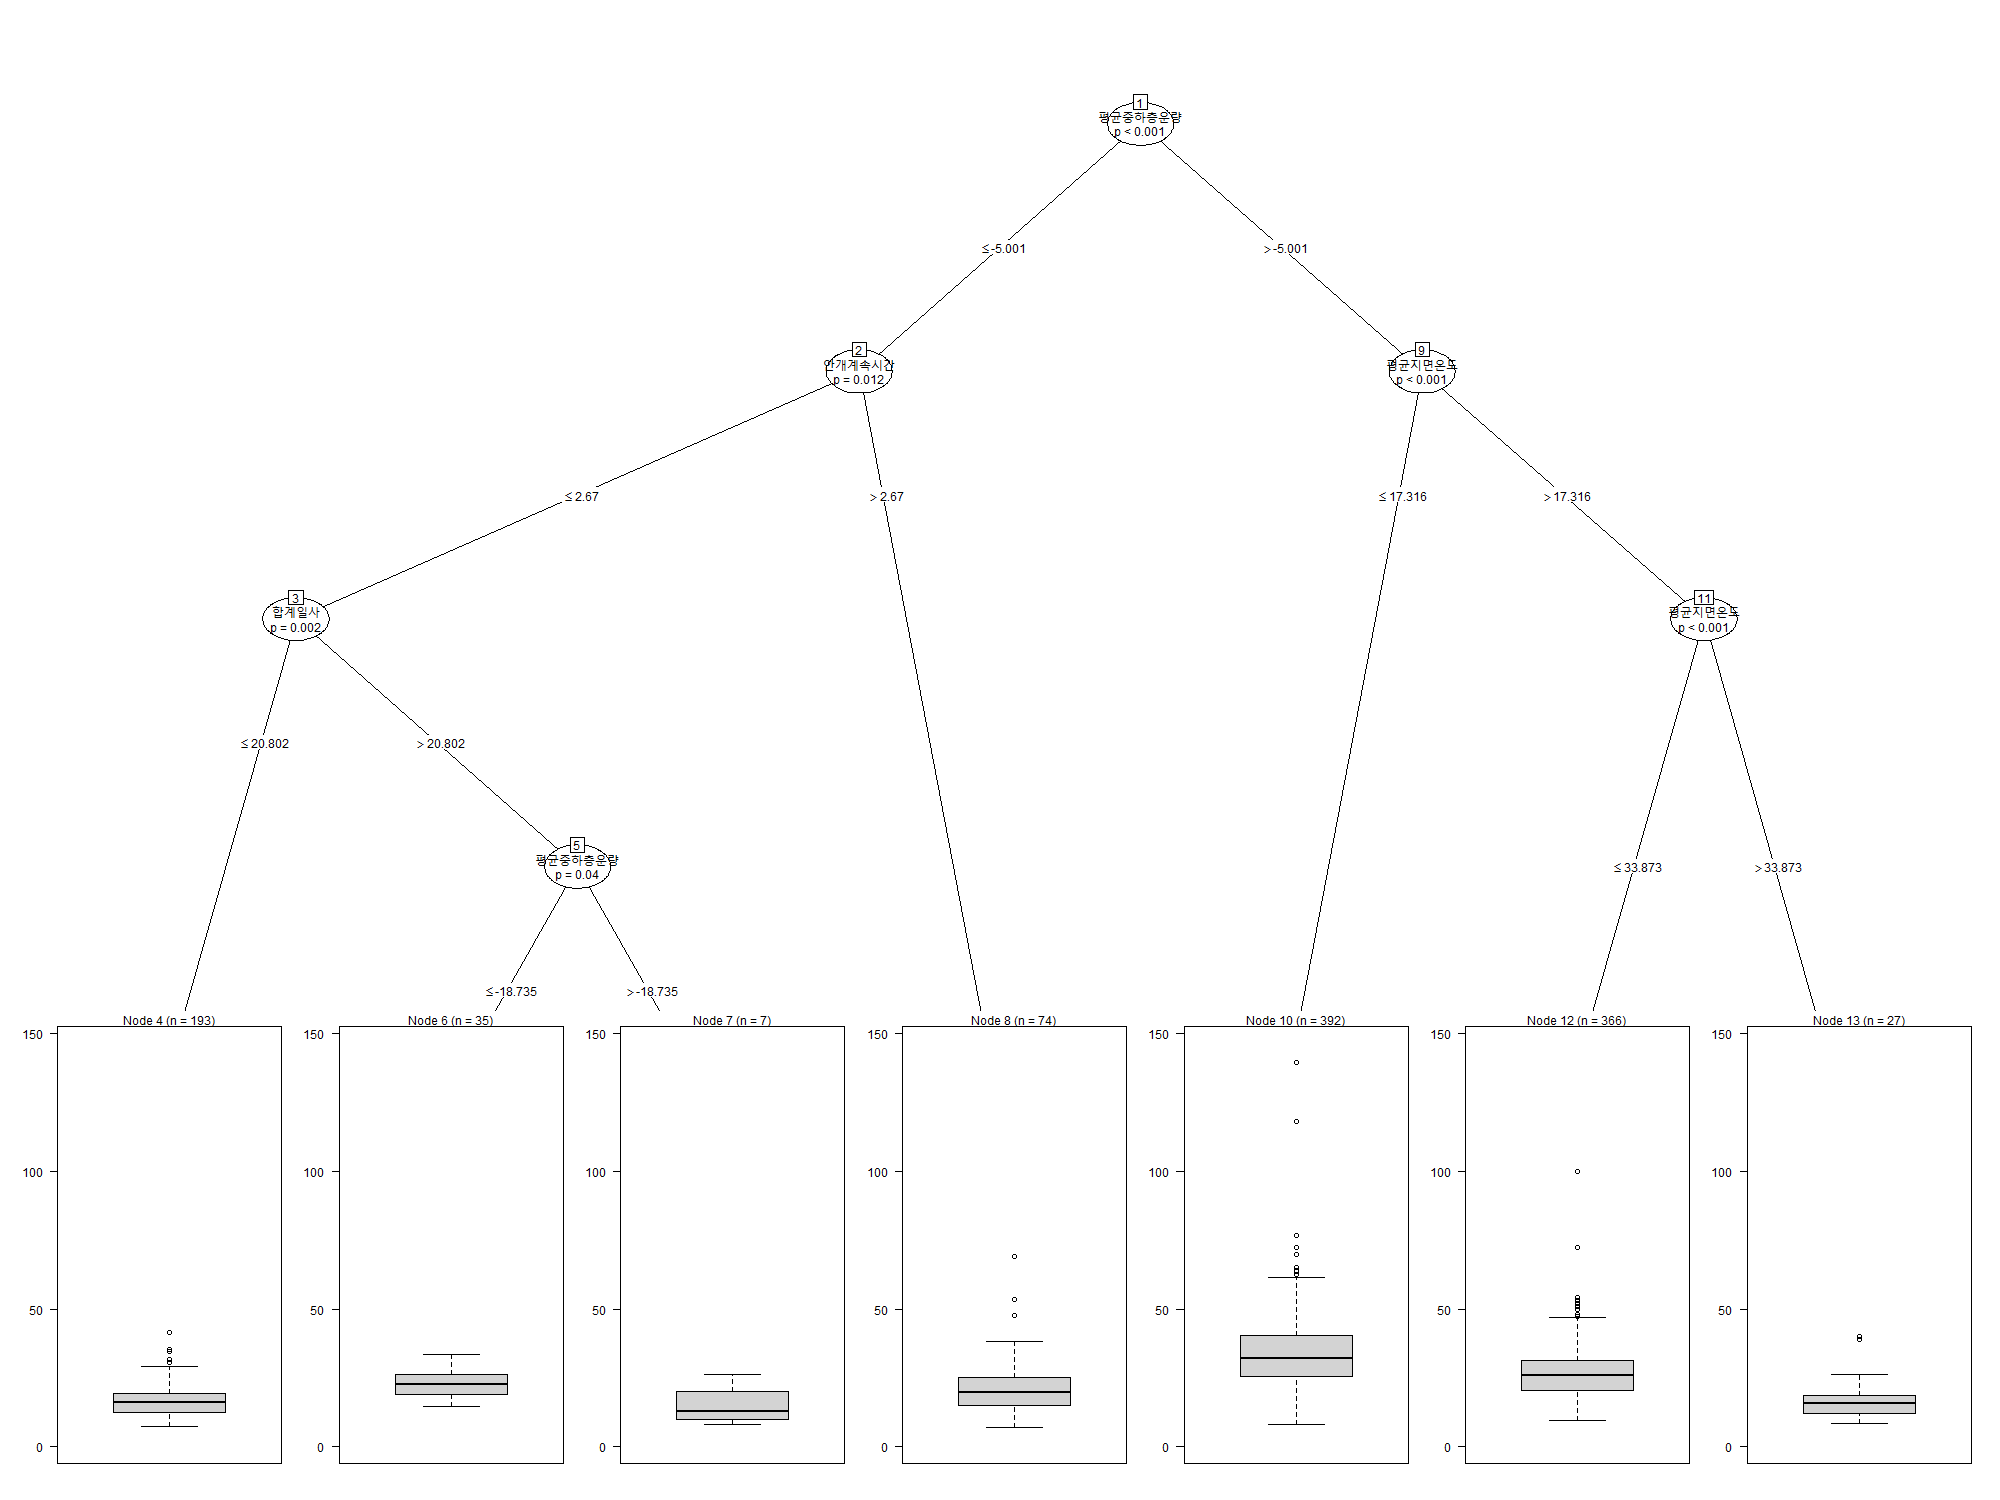 1
평균중하층운량
p < 0.001
≤ -5.001
> -5.001
2
안개계속시간
p = 0.012
9
평균지면온도
p < 0.001
≤ 2.67
> 2.67
≤ 17.316
> 17.316
3
합계일사
p = 0.002
11
평균지면온도
p < 0.001
≤ 20.802
> 20.802
5
평균중하층운량
p = 0.04
≤ 33.873
> 33.873
≤ -18.735
> -18.735
Node 4 (n = 193)
150
100
50
0
Node 6 (n = 35)
150
100
50
0
Node 7 (n = 7)
150
100
50
0
Node 8 (n = 74)
150
100
50
0
Node 10 (n = 392)
150
100
50
0
Node 12 (n = 366)
150
100
50
0
Node 13 (n = 27)
150
100
50
0